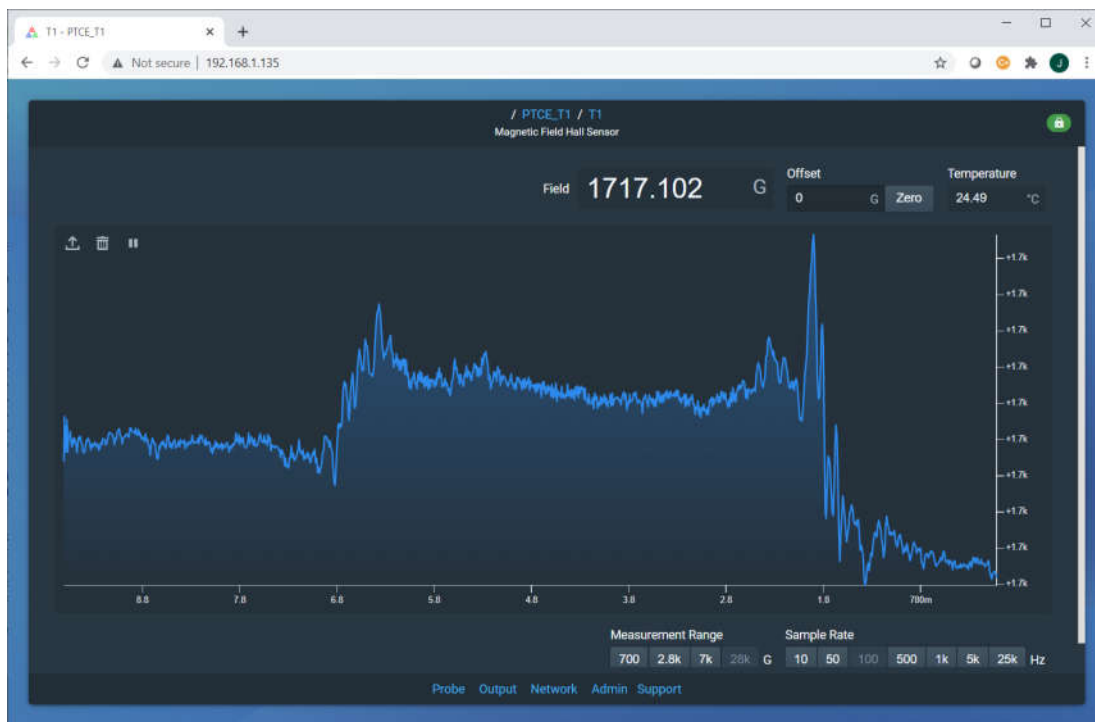 T1 - PTCE_T1
Not secure | 192.168.1.135
J
/ PTCE_T1 / T1
Magnetic Field Hall Sensor
Field 1717.102 G
Offset
0 G Zero
Temperature
24.49 °C
+1.7k
+1.7k
+1.7k
+1.7k
+1.7k
+1.7k
+1.7k
+1.7k
+1.7k
+1.7k
8.8 7.8 6.8 5.8 4.8 3.8 2.8 1.8 780m
Measurement Range
700 2.8k 7k 28k G
Sample Rate
10 50 100 500 1k 5k 25k Hz
Probe Output Network Admin Support